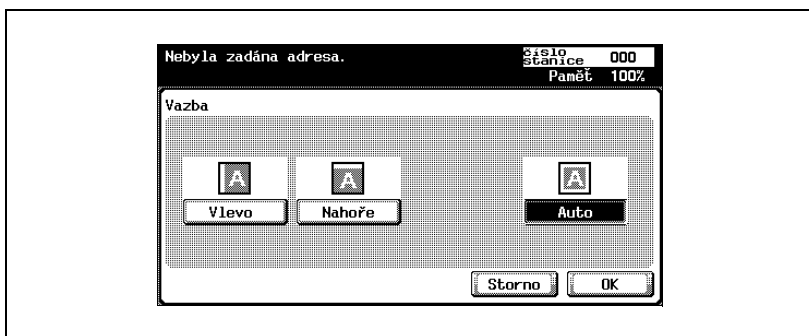 Nebyla zadána adresa.
číslo stanice 000
Paměť 100%
Vazba
A A A
Vlevo Nahoře Auto
Storno OK